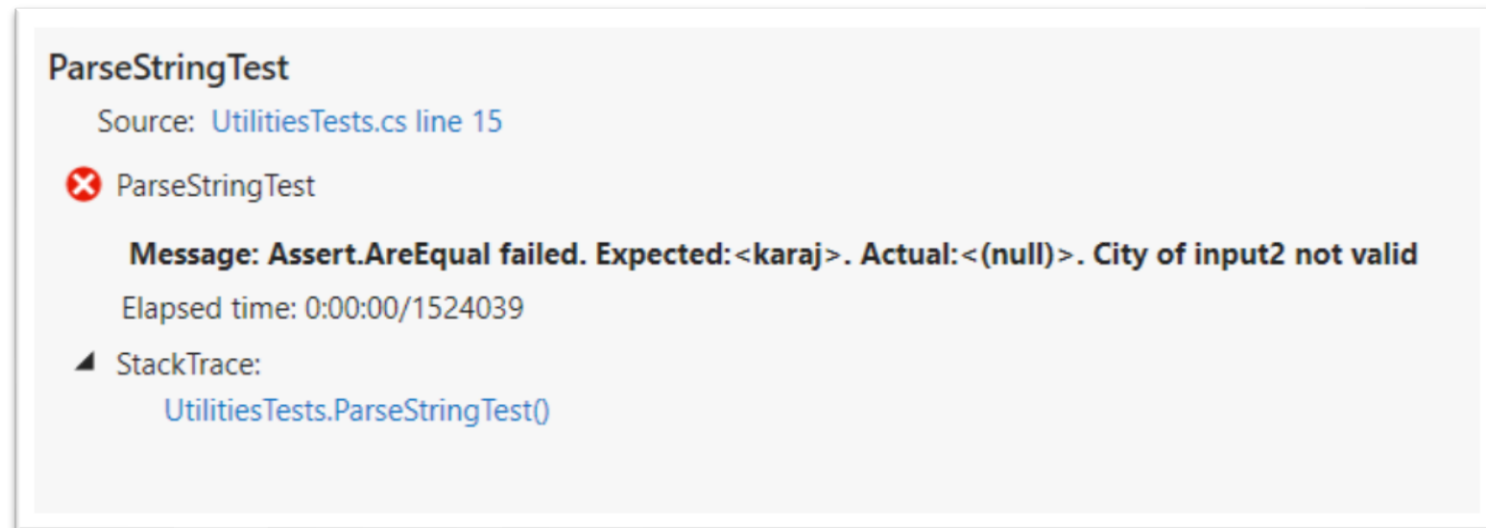 ParseStringTest
Source: UtilitiesTests.cs line 15
ParseStringTest
Message: Assert.AreEqual failed. Expected:<karaj>. Actual:<(null)>. City of input2 not valid
Elapsed time: 0:00:00/1524039
StackTrace:
UtilitiesTests.ParseStringTest()